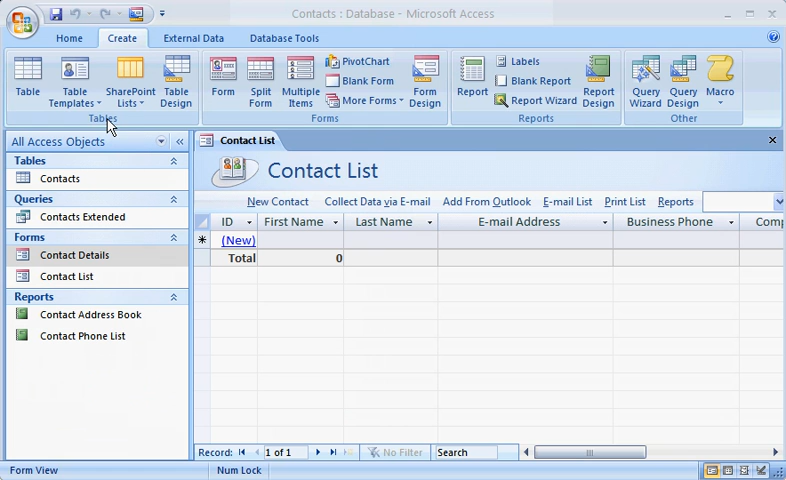 Contacts : Database - Microsoft Access
Home Create External Data Database Tools
Table
Table Templates
SharePoint Lists
Table Design
Tables
Form
Split Form
Multiple Items
PivotChart
Blank Form
More Forms
Form Design
Forms
Report
Labels
Blank Report
Report Wizard
Report Design
Reports
Query Wizard
Query Design
Macro
Other
All Access Objects
Tables
Contacts
Queries
Contacts Extended
Forms
Contact Details
Contact List
Reports
Contact Address Book
Contact Phone List
Contact List
Contact List
New Contact Collect Data via E-mail Add From Outlook E-mail List Print List Reports
ID First Name Last Name E-mail Address Business Phone Comp
(New)
Total 0
Record: 1 of 1 No Filter Search
Form View Num Lock